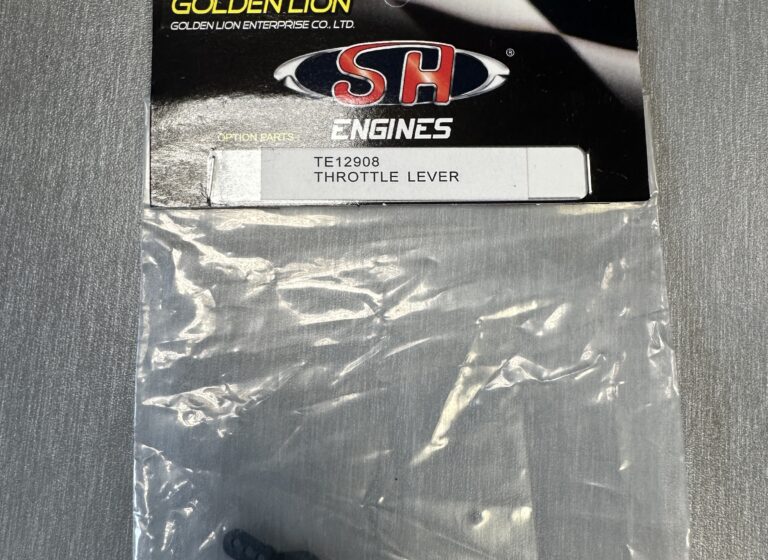 GOLDEN LION
GOLDEN LION ENTERPRISE CO., LTD.
SH®
ENGINES
OPTION PARTS
TE12908
THROTTLE LEVER